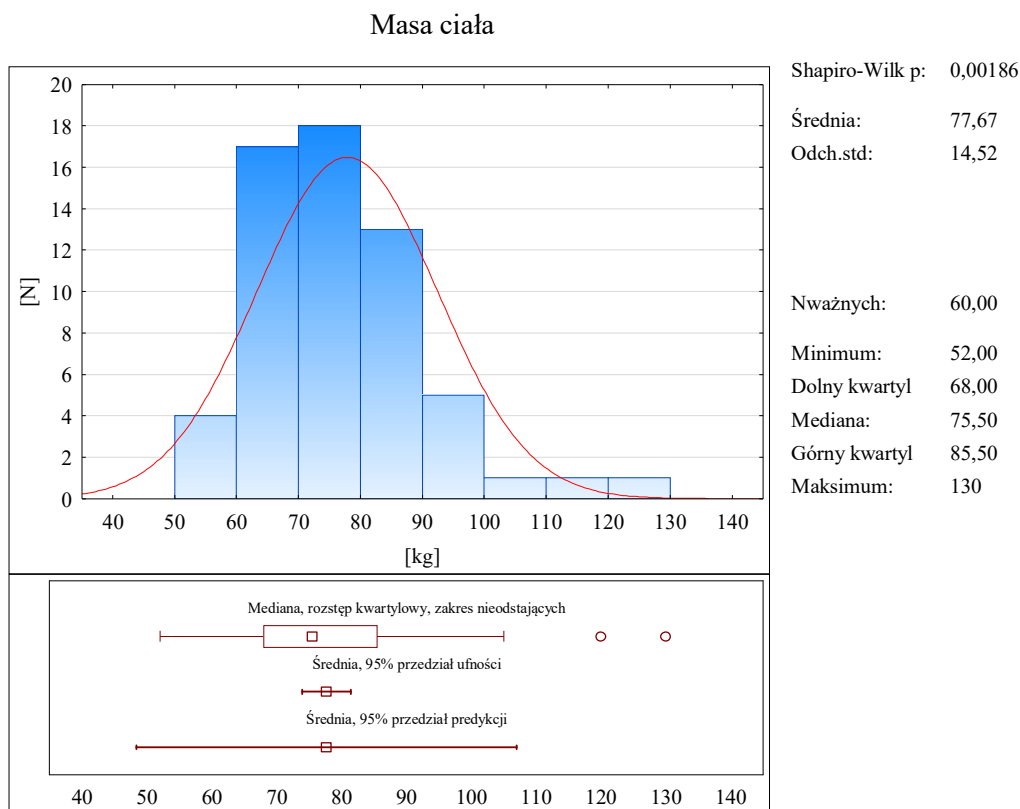 Masa ciała
Shapiro-Wilk p: 0,00186
Średnia: 77,67
Odch.std: 14,52
Nważnych: 60,00
Minimum: 52,00
Dolny kwartyl 68,00
Mediana: 75,50
Górny kwartyl 85,50
Maksimum: 130
20
18
16
14
12
10
8
6
4
2
0
[N]
40 50 60 70 80 90 100 110 120 130 140
[kg]
Mediana, rozstęp kwartylowy, zakres nieodstających
Średnia, 95% przedział ufności
Średnia, 95% przedział predykcji
40 50 60 70 80 90 100 110 120 130 140